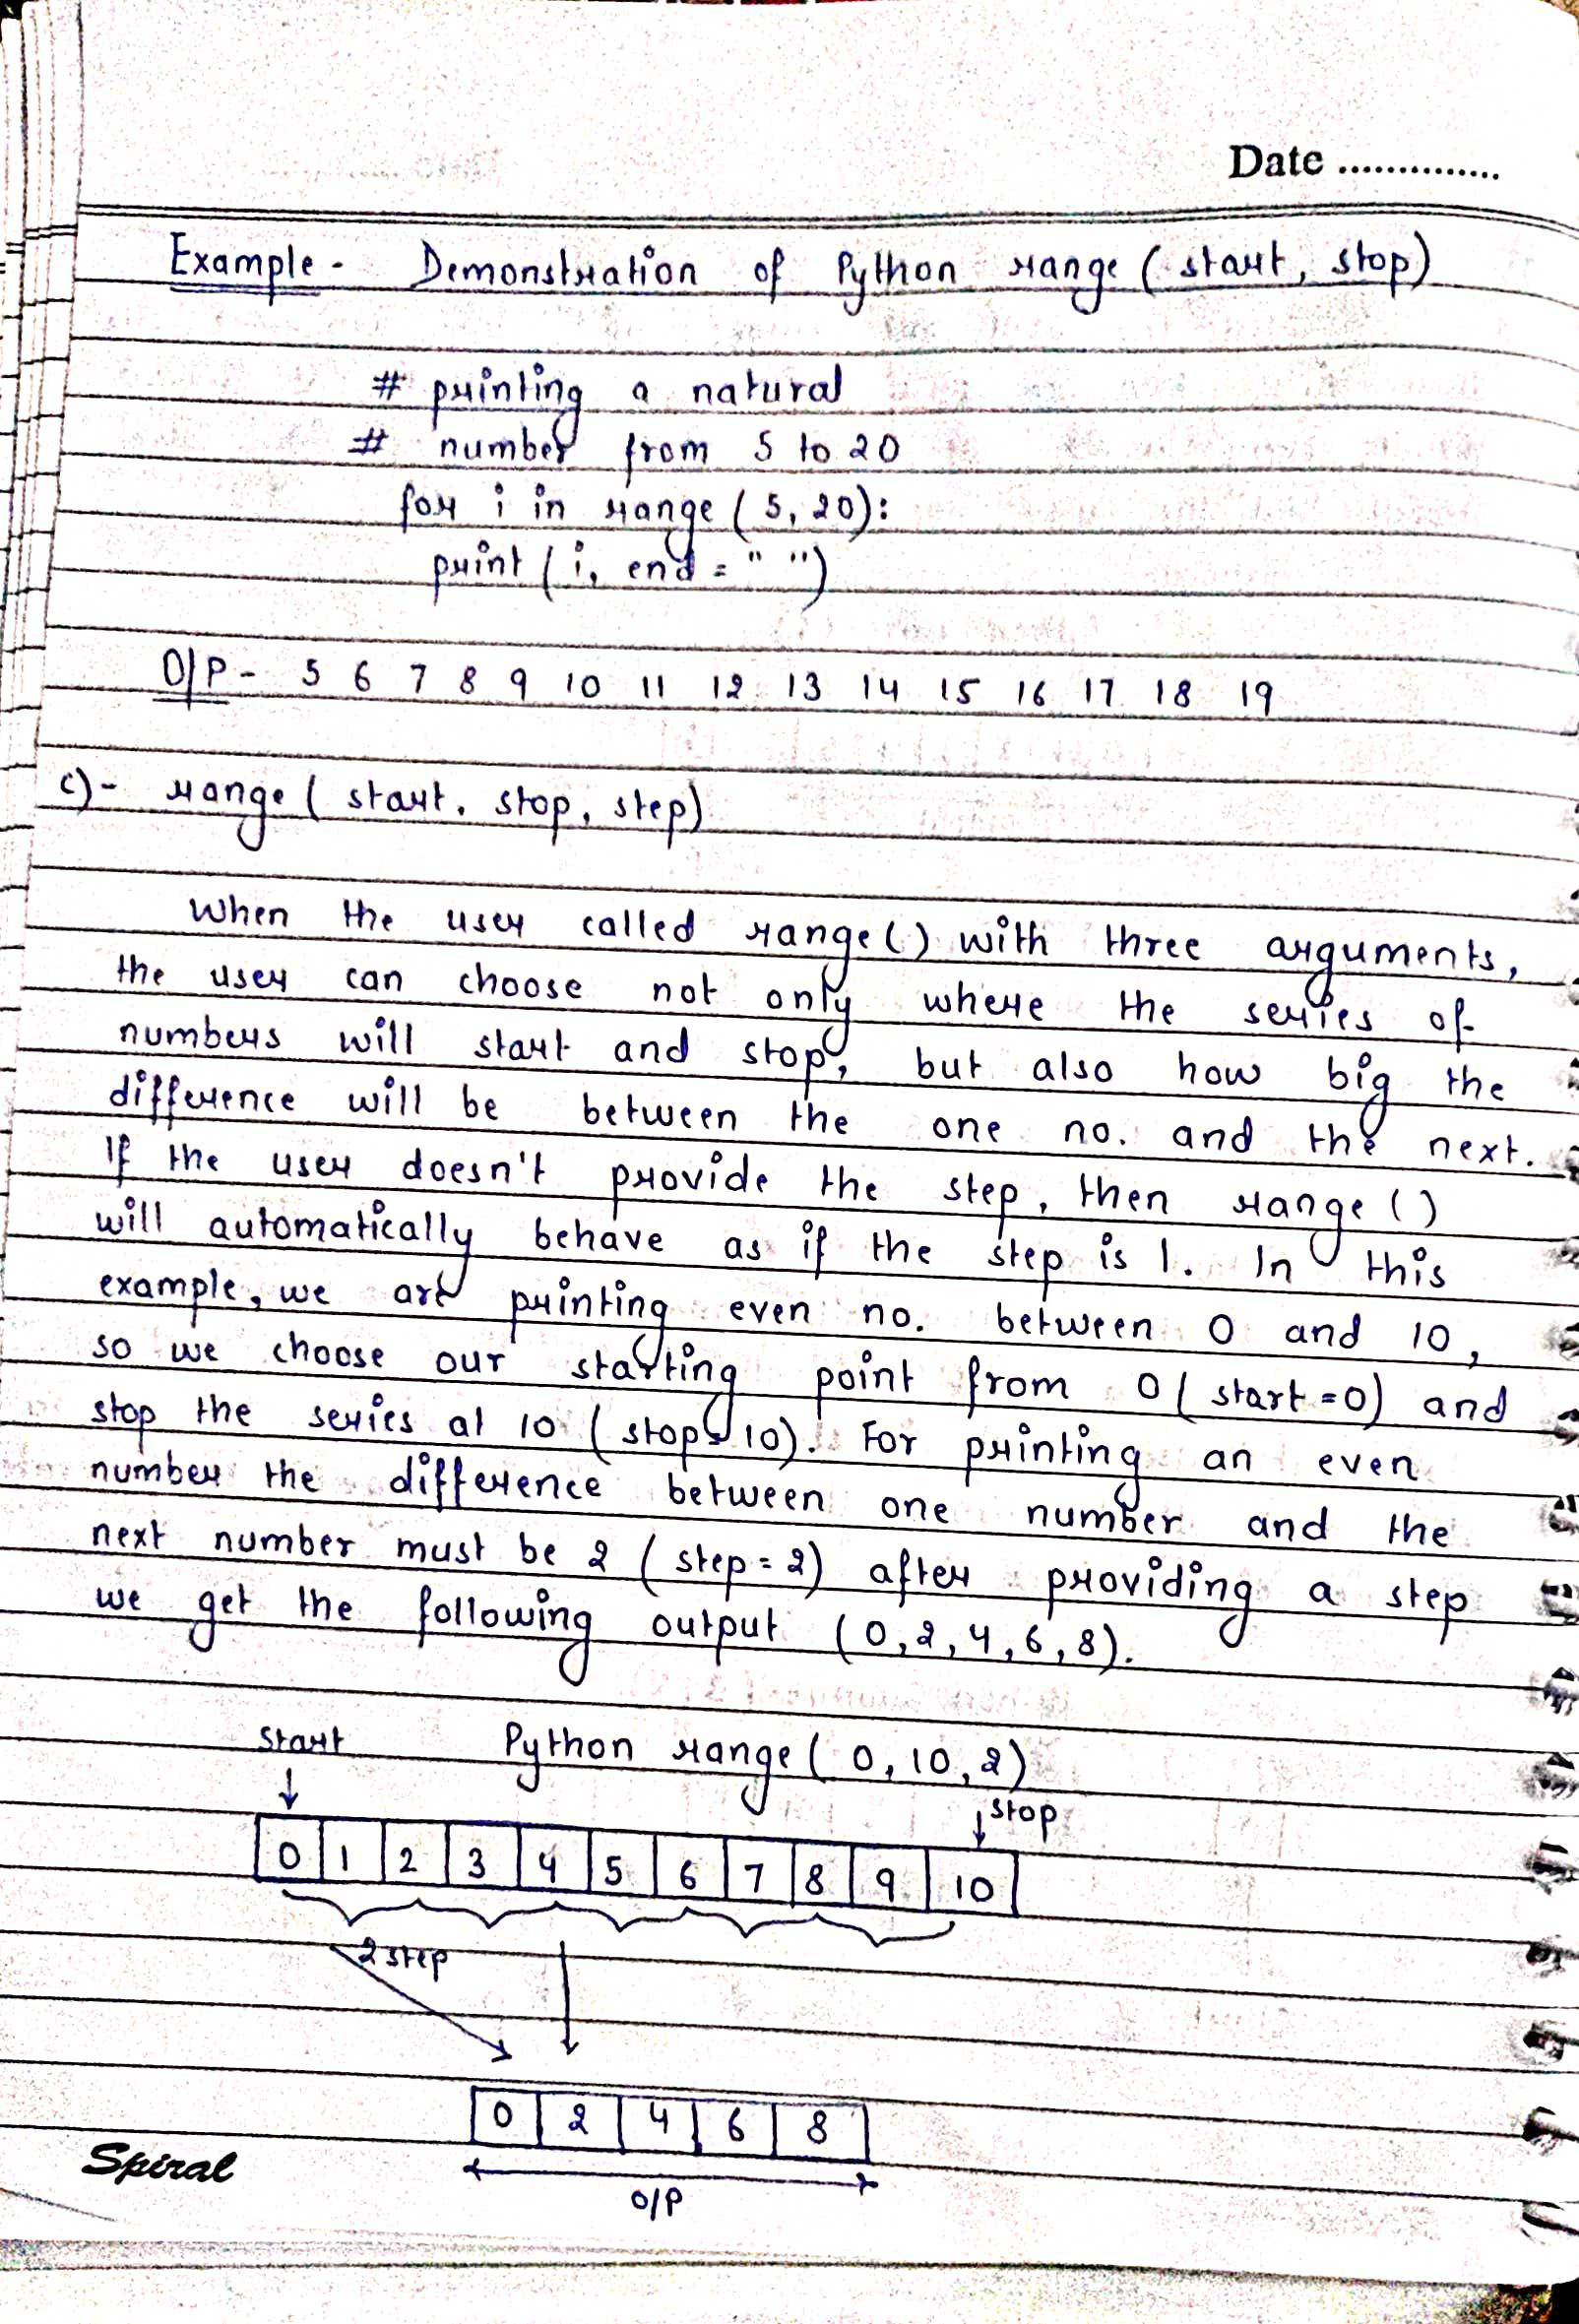 Date ..............
Example - Demonstration of Python range ( start, stop)
# printing a natural
# number from 5 to 20
for i in range ( 5, 20):
print ( i, end = " ")
O/P - 5 6 7 8 9 10 11 12 13 14 15 16 17 18 19
c)- range ( start, stop, step)
When the user called range() with three arguments,
the user can choose not only where the series of
numbers will start and stop, but also how big the
difference will be between the one no. and the next.
If the user doesn't provide the step, then range ()
will automatically behave as if the step is 1. In this
example, we are printing even no. between 0 and 10,
so we choose our starting point from 0( start = 0) and
stop the series at 10 ( stop = 10). For printing an even
number the difference between one number and the
next number must be 2 ( step = 2) after providing a step
we get the following output (0, 2, 4, 6, 8).
Start Python range( 0, 10, 2)
stop
0 1 2 3 4 5 6 7 8 9 10
2 step
0 2 4 6 8
Spiral
O/P